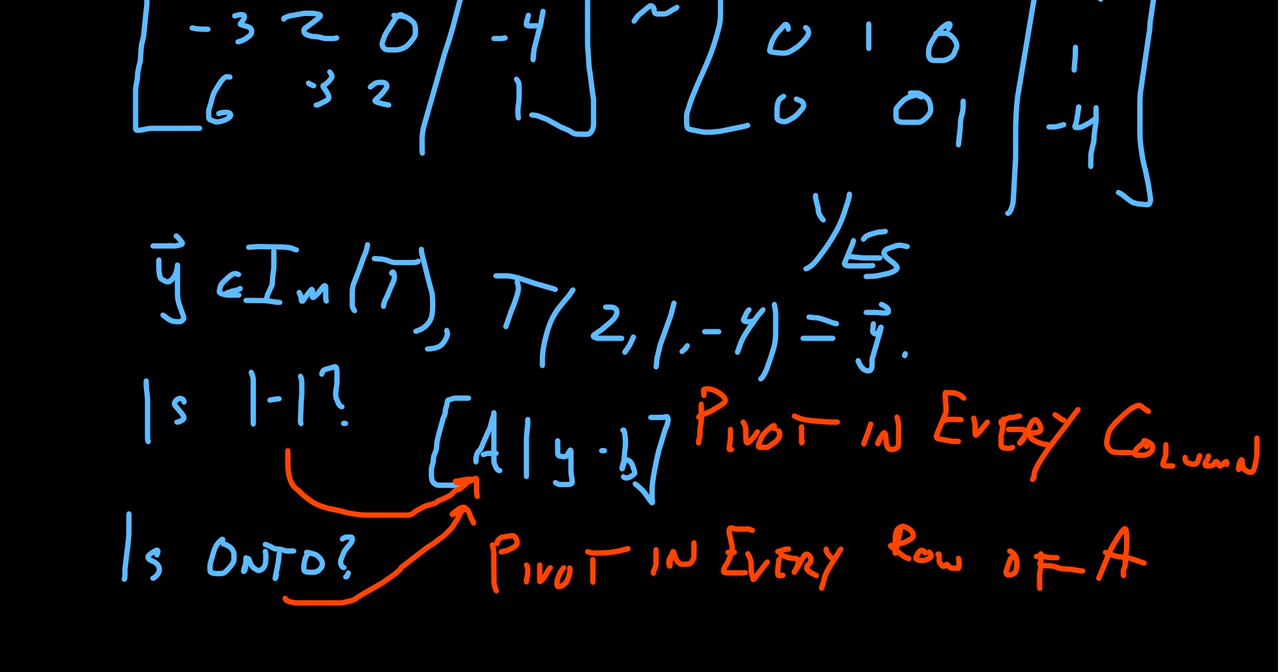 -3 2 0 | -4 ~ 0 1 0 | 1
6 -3 2 | 1 0 0 1 | -4
YES
y⃗ ∈ Im(T), T(2,1,-4) = y⃗.
Is 1-1? [A | y-b] PIVOT IN EVERY COLUMN
Is ONTO? PIVOT IN EVERY ROW OF A